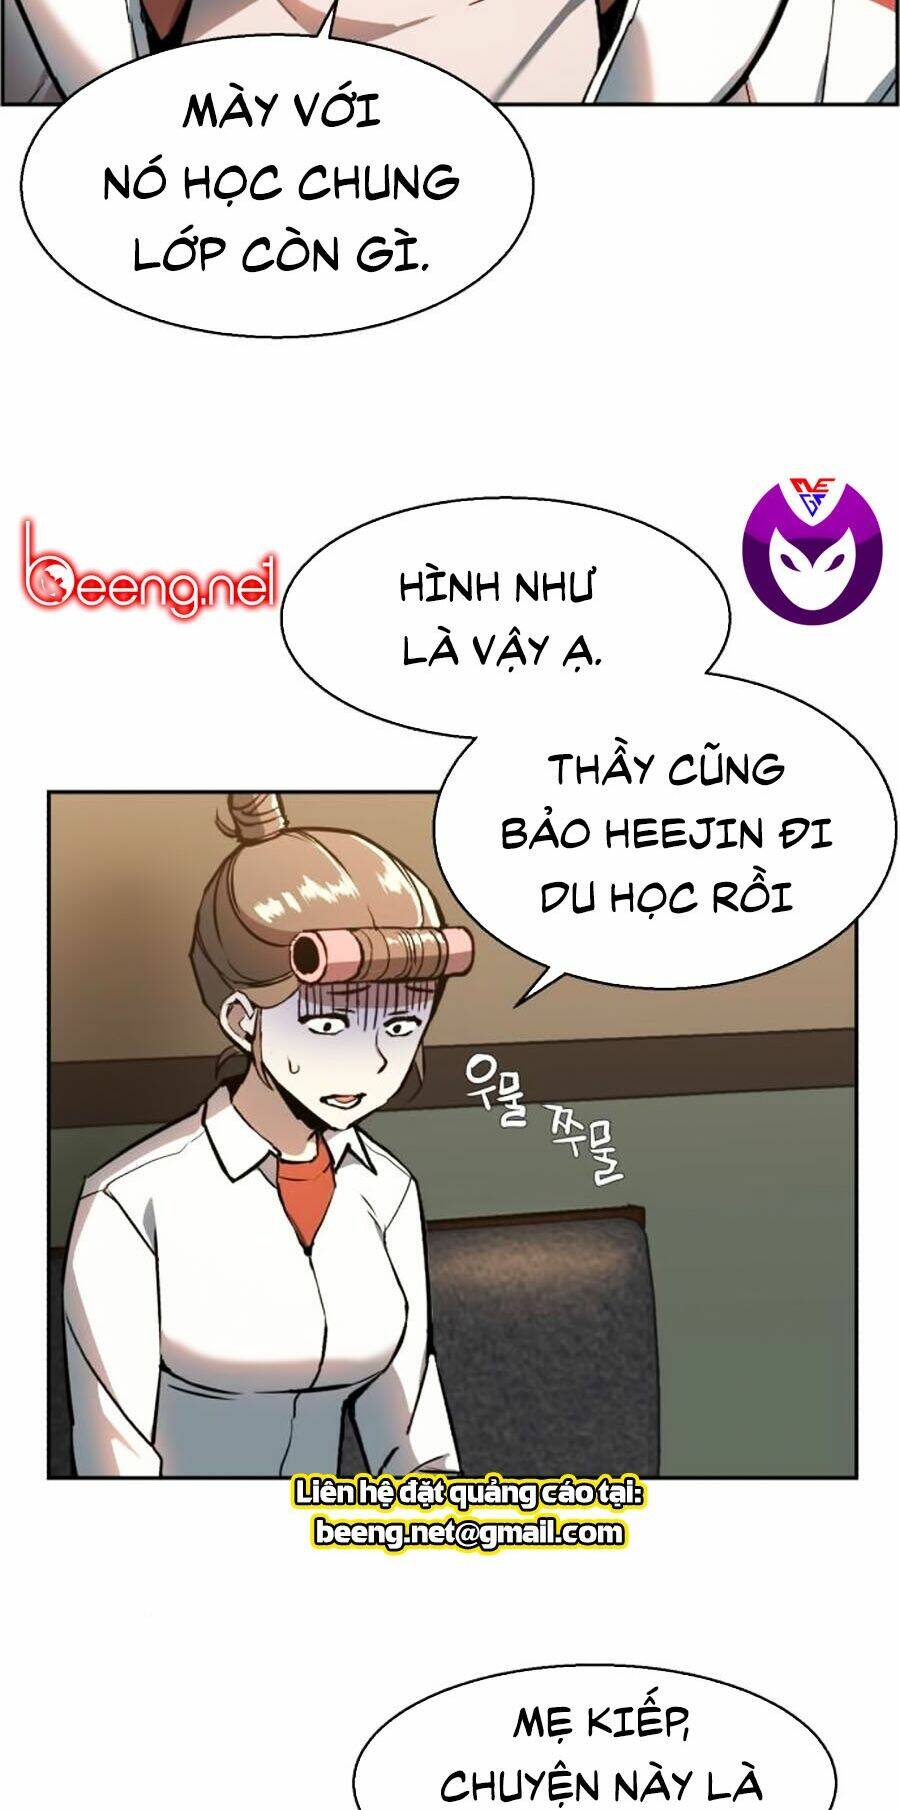 MÀY VỚI
NÓ HỌC CHUNG
LỚP CÒN GÌ.
beeng.net
ME
GF
HÌNH NHƯ
LÀ VẬY Ạ.
THẦY CŨNG
BẢO HEEJIN ĐI
DU HỌC RỒI
우물
쭈물
Liên hệ đặt quảng cáo tại:
beeng.net@gmail.com
MẸ KIẾP,
CHUYỆN NÀY LÀ